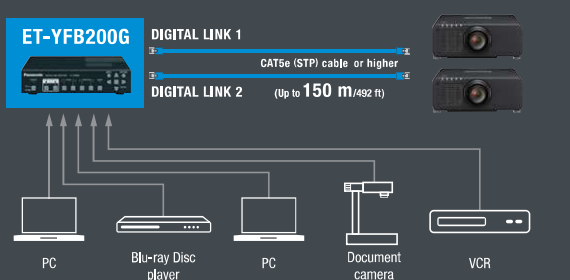 ET-YFB200G
DIGITAL LINK 1
CAT5e (STP) cable or higher
DIGITAL LINK 2
(Up to 150 m/492 ft)
Panasonic
PC
Blu-ray Disc
player
PC
Document
camera
VCR